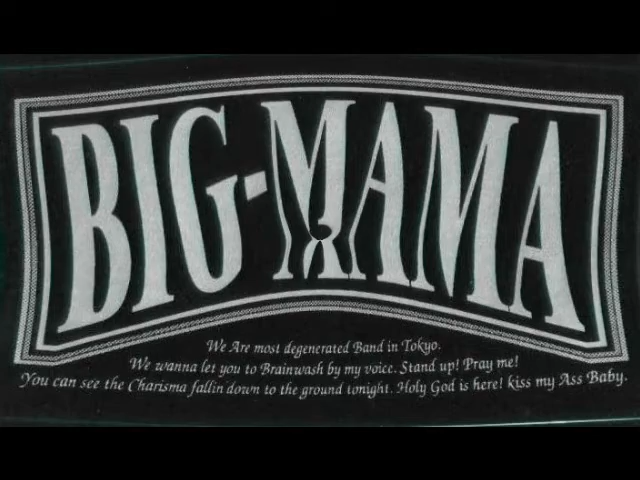 BIG-MAMA
We Are most degenerated Band in Tokyo.
We wanna let you to Brainwash by my voice. Stand up! Pray me!
You can see the Charisma fallin down to the ground tonight. Holy God is here! kiss my Ass Baby.